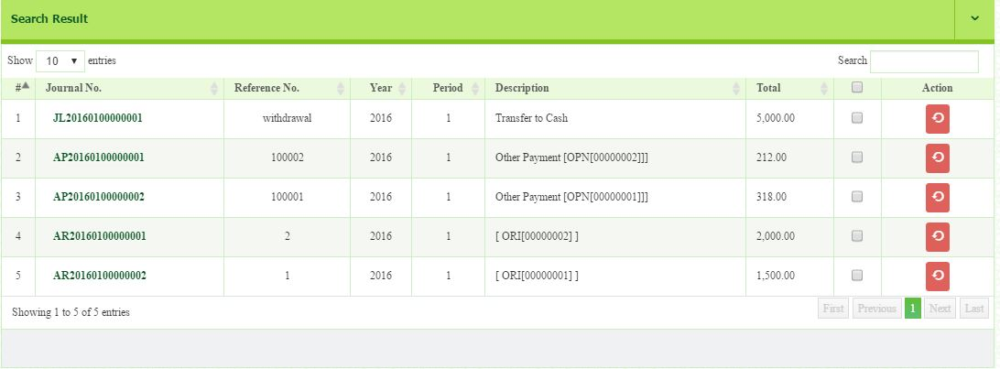 Search Result
Show 10 entries Search
# Journal No. Reference No. Year Period Description Total Action
1 JL20160100000001 withdrawal 2016 1 Transfer to Cash 5,000.00
2 AP20160100000001 100002 2016 1 Other Payment [OPN[00000002]]] 212.00
3 AP20160100000002 100001 2016 1 Other Payment [OPN[00000001]]] 318.00
4 AR20160100000001 2 2016 1 [ ORI[00000002] ] 2,000.00
5 AR20160100000002 1 2016 1 [ ORI[00000001] ] 1,500.00
Showing 1 to 5 of 5 entries First Previous 1 Next Last